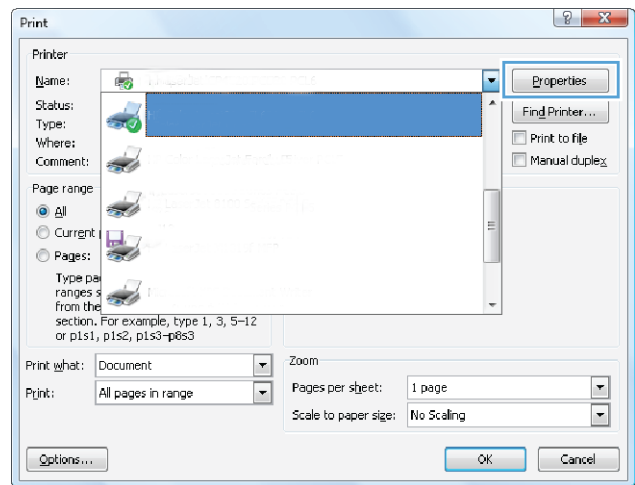 Print
Printer
Name:
Properties
Status:
Find Printer...
Type:
Where:
Print to file
Comment:
Manual duplex
Page range
All
Current
Pages:
Type
ranges
from the
section. For example, type 1, 3, 5–12
or p1s1, p1s2, p1s3–p8s3
Print what: Document
Print: All pages in range
Zoom
Pages per sheet: 1 page
Scale to paper size: No Scaling
Options...
OK
Cancel